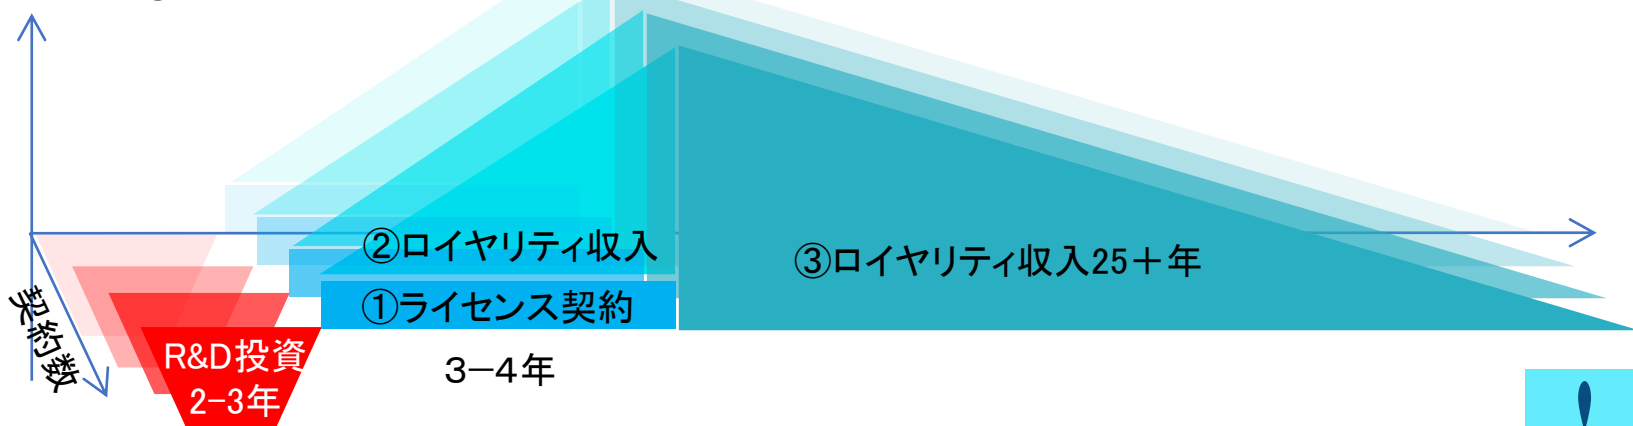 ②ロイヤリティ収入
③ロイヤリティ収入25+年
①ライセンス契約
契約数
R&D投資
2-3年
3-4年